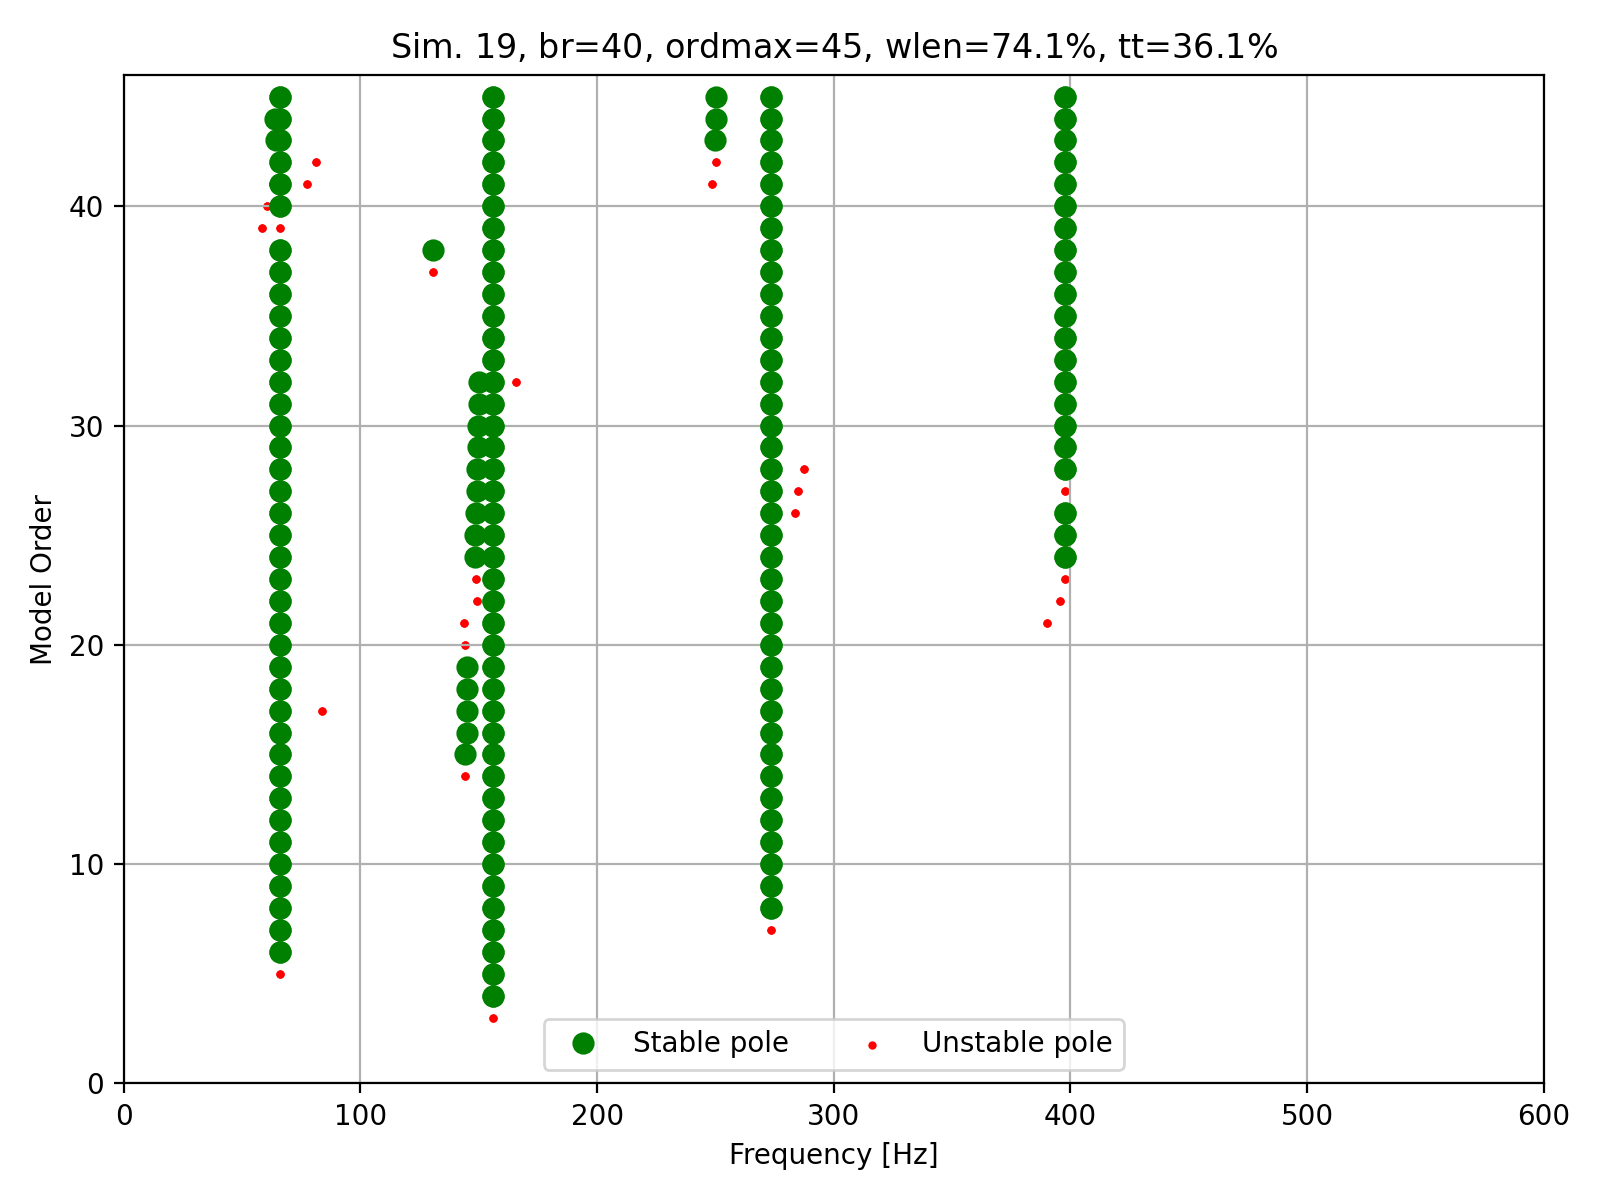 Sim. 19, br=40, ordmax=45, wlen=74.1%, tt=36.1%
40
30
20
10
0
Model Order
Stable pole
Unstable pole
0 100 200 300 400 500 600
Frequency [Hz]